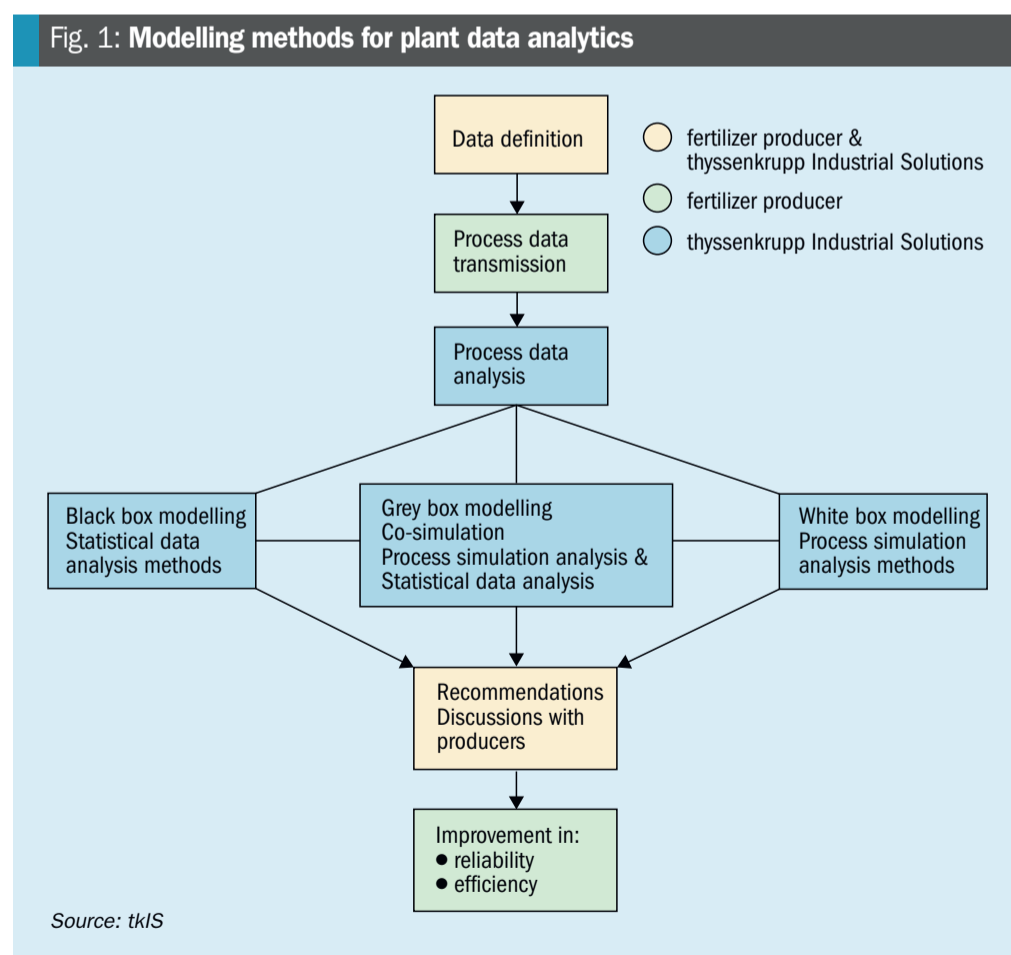 Fig. 1: Modelling methods for plant data analytics
Data definition
fertilizer producer &
thyssenkrupp Industrial Solutions
fertilizer producer
thyssenkrupp Industrial Solutions
Process data
transmission
Process data
analysis
Black box modelling
Statistical data
analysis methods
Grey box modelling
Co-simulation
Process simulation analysis &
Statistical data analysis
White box modelling
Process simulation
analysis methods
Recommendations
Discussions with
producers
Improvement in:
● reliability
● efficiency
Source: tkIS